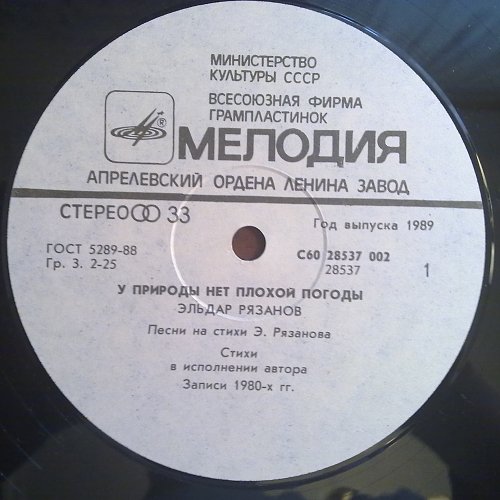 МИНИСТЕРСТВО
КУЛЬТУРЫ СССР
ВСЕСОЮЗНАЯ ФИРМА
ГРАМПЛАСТИНОК
МЕЛОДИЯ
АПРЕЛЕВСКИЙ ОРДЕНА ЛЕНИНА ЗАВОД
СТЕРЕО 33
Год выпуска 1989
ГОСТ 5289-88
Гр. 3. 2-25
С60 28537 002
28537
1
У ПРИРОДЫ НЕТ ПЛОХОЙ ПОГОДЫ
ЭЛЬДАР РЯЗАНОВ
Песни на стихи Э. Рязанова
Стихи
в исполнении автора
Записи 1980-х гг.